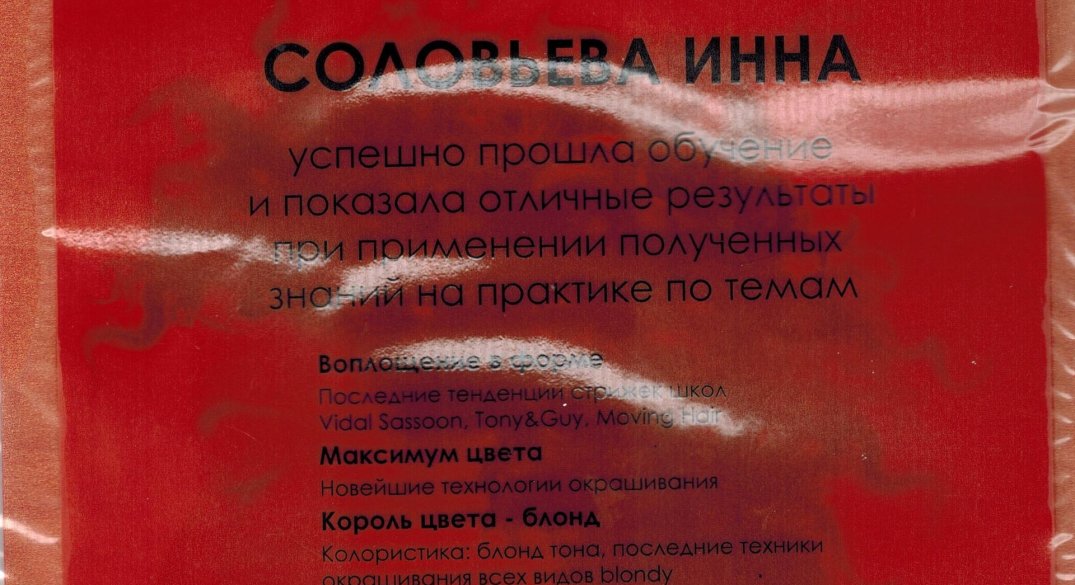 СОЛОВЬЕВА ИННА
успешно прошла обучение
и показала отличные результаты
при применении полученных
знаний на практике по темам
Воплощение в форме
Последние тенденции стрижек школ
Vidal Sassoon, Tony&Guy, Moving Hair
Максимум цвета
Новейшие технологии окрашивания
Король цвета - блонд
Колористика: блонд тона, последние техники
окрашивания всех видов blondy